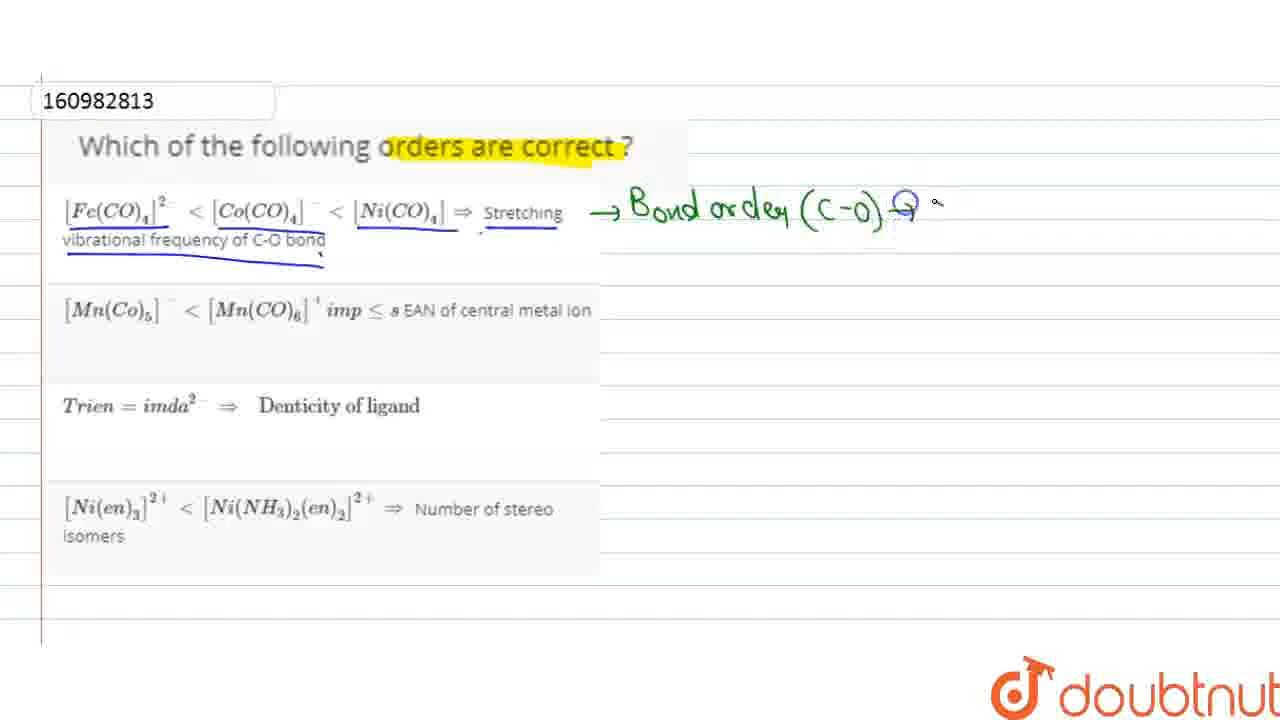 160982813
Which of the following orders are correct ?
[Fe(CO)₄]²⁻ < [Co(CO)₄]⁻ < [Ni(CO)₄] ⇒ Stretching → Bond order (C-O) →
vibrational frequency of C-O bond
[Mn(Co)₅]⁻ < [Mn(CO)₆]⁺ imp ≤ s EAN of central metal ion
Trien = imda²⁻ ⇒ Denticity of ligand
[Ni(en)₃]²⁺ < [Ni(NH₃)₂(en)₂]²⁺ ⇒ Number of stereo
isomers
doubtnut